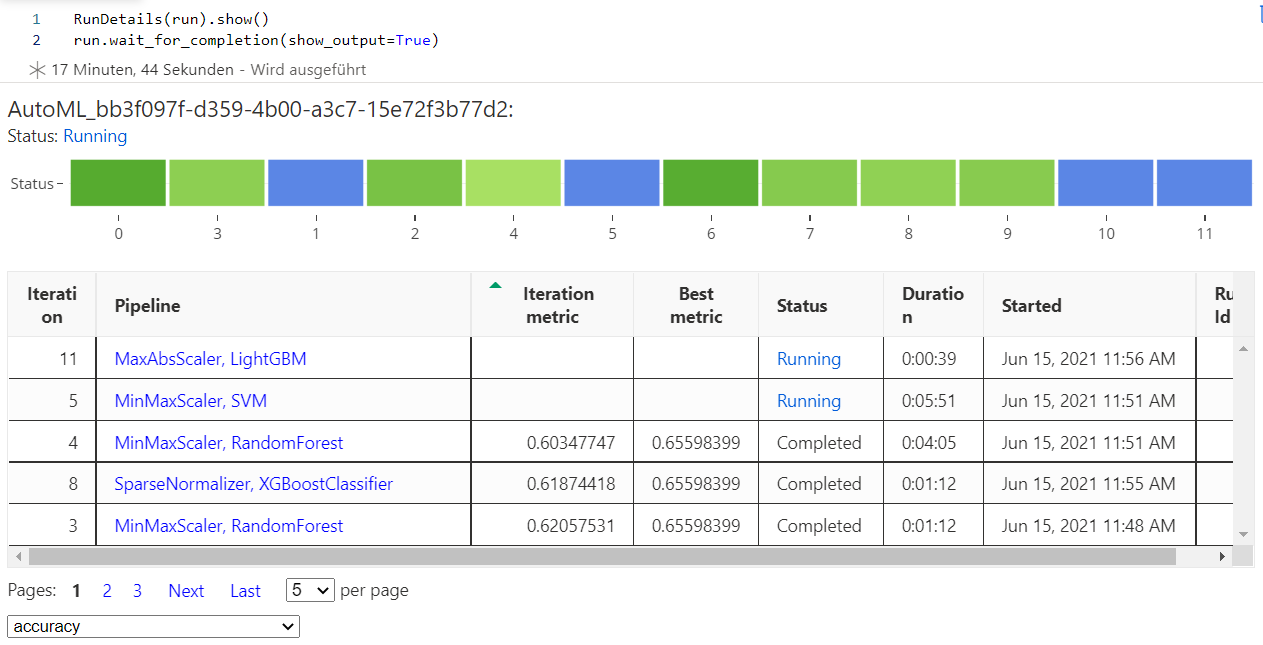 1 RunDetails(run).show()
2 run.wait_for_completion(show_output=True)
17 Minuten, 44 Sekunden - Wird ausgeführt
AutoML_bb3f097f-d359-4b00-a3c7-15e72f3b77d2:
Status: Running
Status
0 3 1 2 4 5 6 7 8 9 10 11
Iterati Iteration Best Duratio Ru
Pipeline Status Started
on metric metric n Id
11 MaxAbsScaler, LightGBM Running 0:00:39 Jun 15, 2021 11:56 AM
5 MinMaxScaler, SVM Running 0:05:51 Jun 15, 2021 11:51 AM
4 MinMaxScaler, RandomForest 0.60347747 0.65598399 Completed 0:04:05 Jun 15, 2021 11:51 AM
8 SparseNormalizer, XGBoostClassifier 0.61874418 0.65598399 Completed 0:01:12 Jun 15, 2021 11:55 AM
3 MinMaxScaler, RandomForest 0.62057531 0.65598399 Completed 0:01:12 Jun 15, 2021 11:48 AM
Pages: 1 2 3 Next Last 5 per page
accuracy